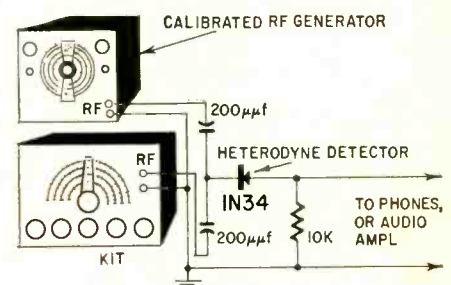 CALIBRATED RF GENERATOR
RF
200μμf
HETERODYNE DETECTOR
RF
1N34
TO PHONES,
OR AUDIO
AMPL
200μμf
10K
KIT